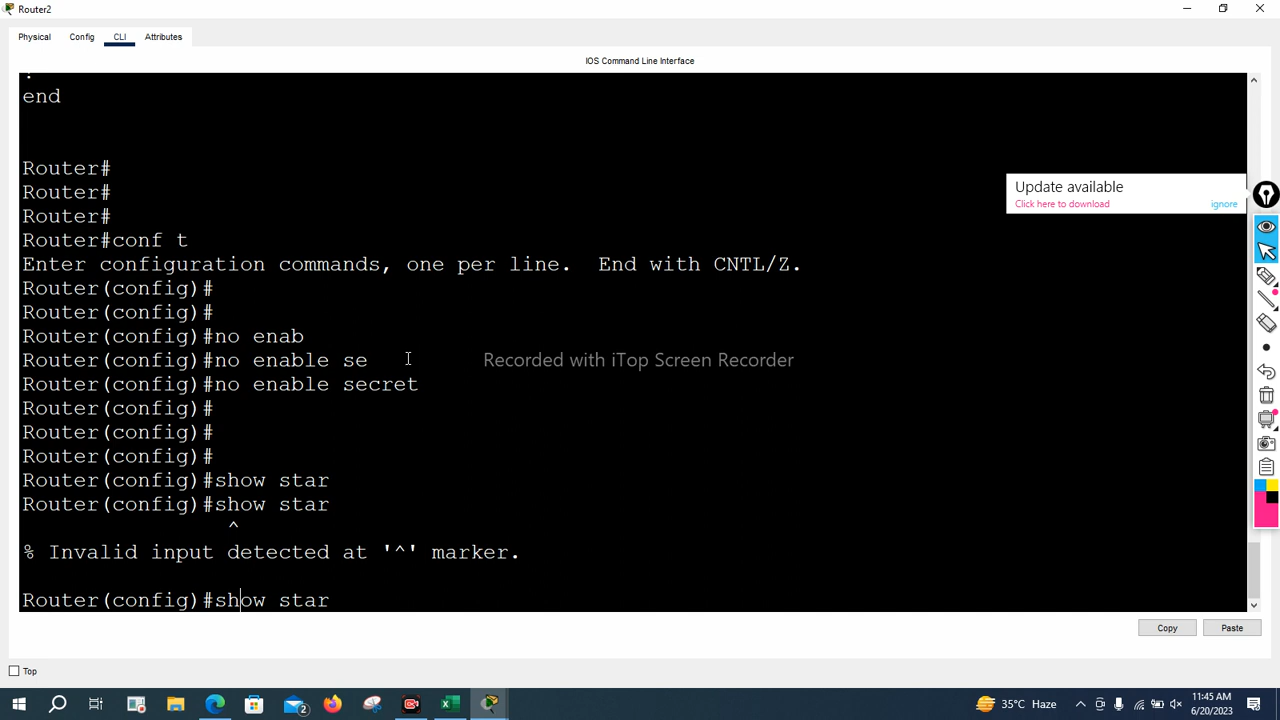 Router2
Physical Config CLI Attributes
IOS Command Line Interface
:
end
Router#
Router#
Router#
Router#conf t
Enter configuration commands, one per line. End with CNTL/Z.
Router(config)#
Router(config)#
Router(config)#no enab
Router(config)#no enable se
Router(config)#no enable secret
Router(config)#
Router(config)#
Router(config)#
Router(config)#show star
Router(config)#show star
^
% Invalid input detected at '^' marker.
Router(config)#show star
Update available
Click here to download ignore
Recorded with iTop Screen Recorder
Copy Paste
Top
2
35°C Haze
11:45 AM
6/20/2023